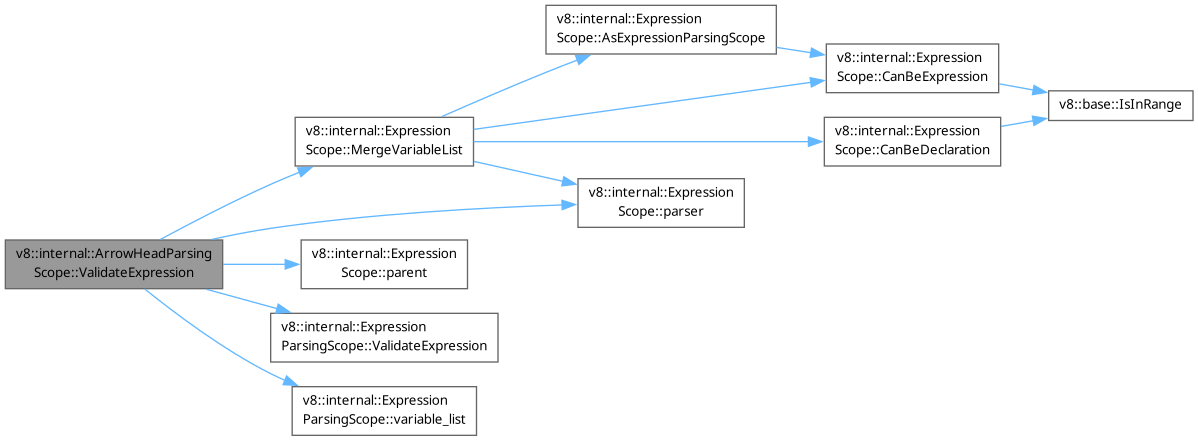 v8::internal::ArrowHeadParsing
Scope::ValidateExpression
v8::internal::Expression
Scope::MergeVariableList
v8::internal::Expression
Scope::AsExpressionParsingScope
v8::internal::Expression
Scope::CanBeExpression
v8::base::IsInRange
v8::internal::Expression
Scope::CanBeDeclaration
v8::internal::Expression
Scope::parser
v8::internal::Expression
Scope::parent
v8::internal::Expression
ParsingScope::ValidateExpression
v8::internal::Expression
ParsingScope::variable_list